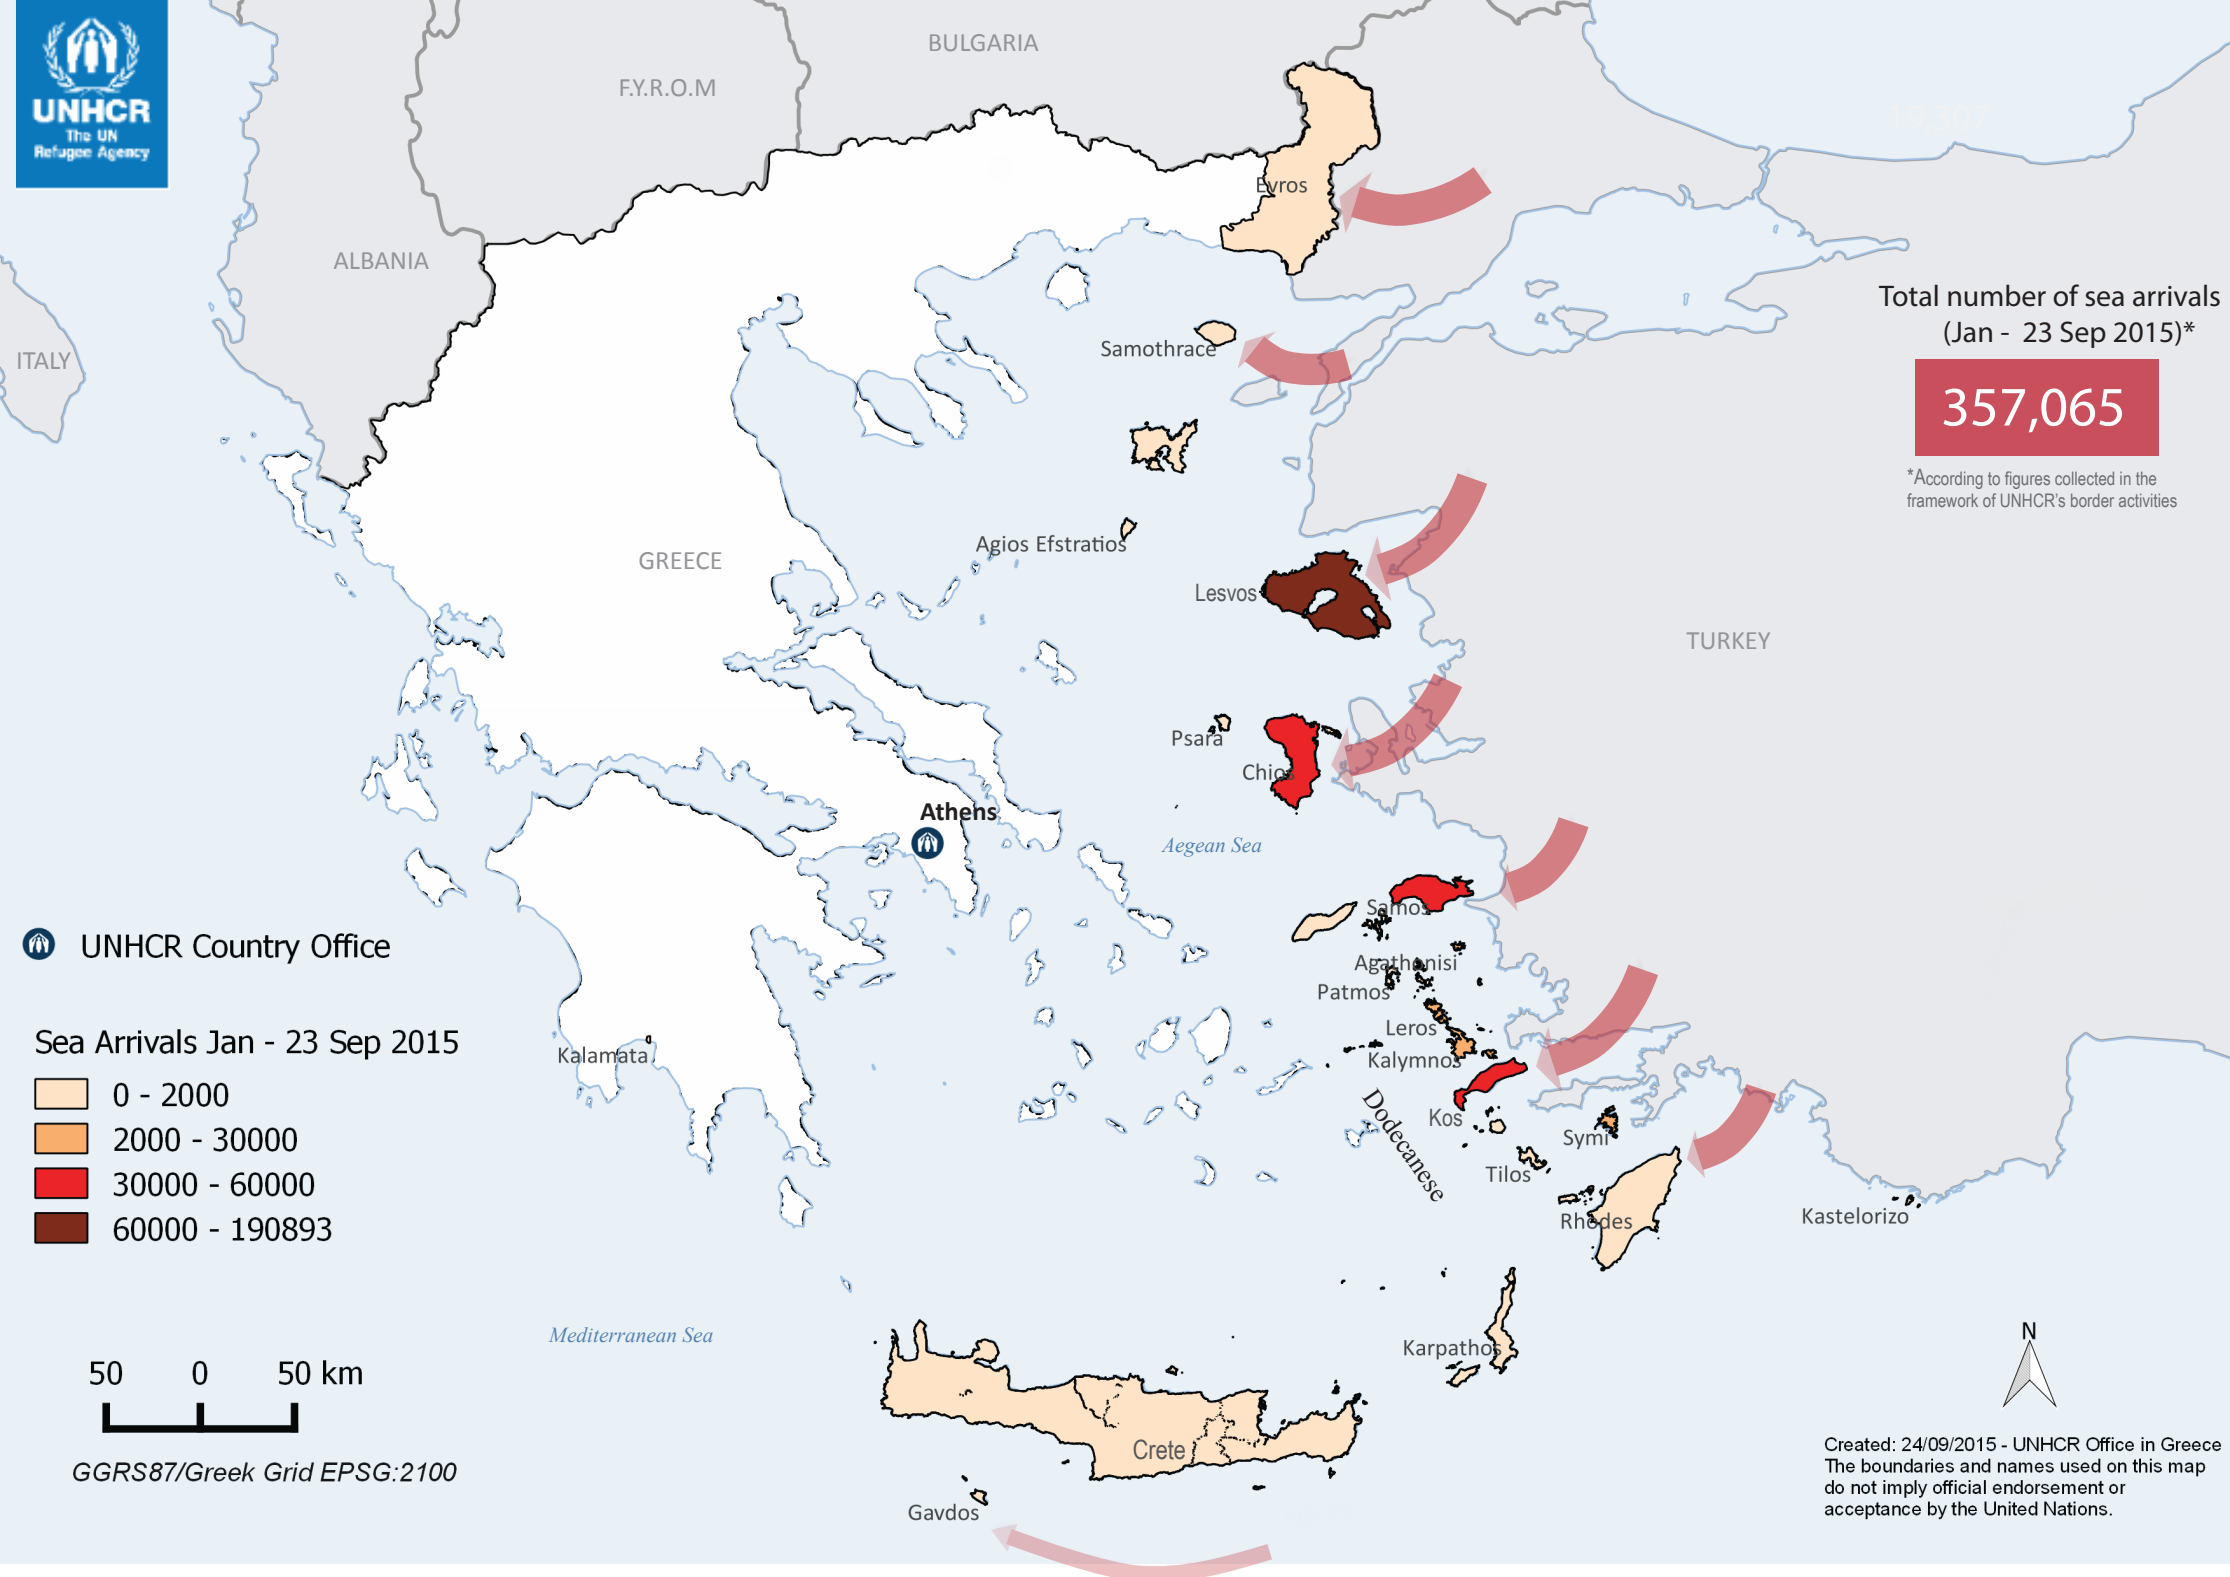 UNHCR
The UN
Refugee Agency
BULGARIA
F.Y.R.O.M
19,307
Evros
ALBANIA
ITALY
Total number of sea arrivals
(Jan - 23 Sep 2015)*
357,065
*According to figures collected in the
framework of UNHCR's border activities
Samothrace
Agios Efstratios
GREECE
Lesvos
TURKEY
Psara
Chios
Athens
Aegean Sea
Samos
Agathonisi
Patmos
Leros
Kalymnos
Kos
Dodecanese
Symi
Tilos
Rhodes
Kastelorizo
Kalamata
UNHCR Country Office
Sea Arrivals Jan - 23 Sep 2015
0 - 2000
2000 - 30000
30000 - 60000
60000 - 190893
Mediterranean Sea
Karpathos
Crete
Gavdos
50 0 50 km
GGRS87/Greek Grid EPSG:2100
N
Created: 24/09/2015 - UNHCR Office in Greece
The boundaries and names used on this map
do not imply official endorsement or
acceptance by the United Nations.